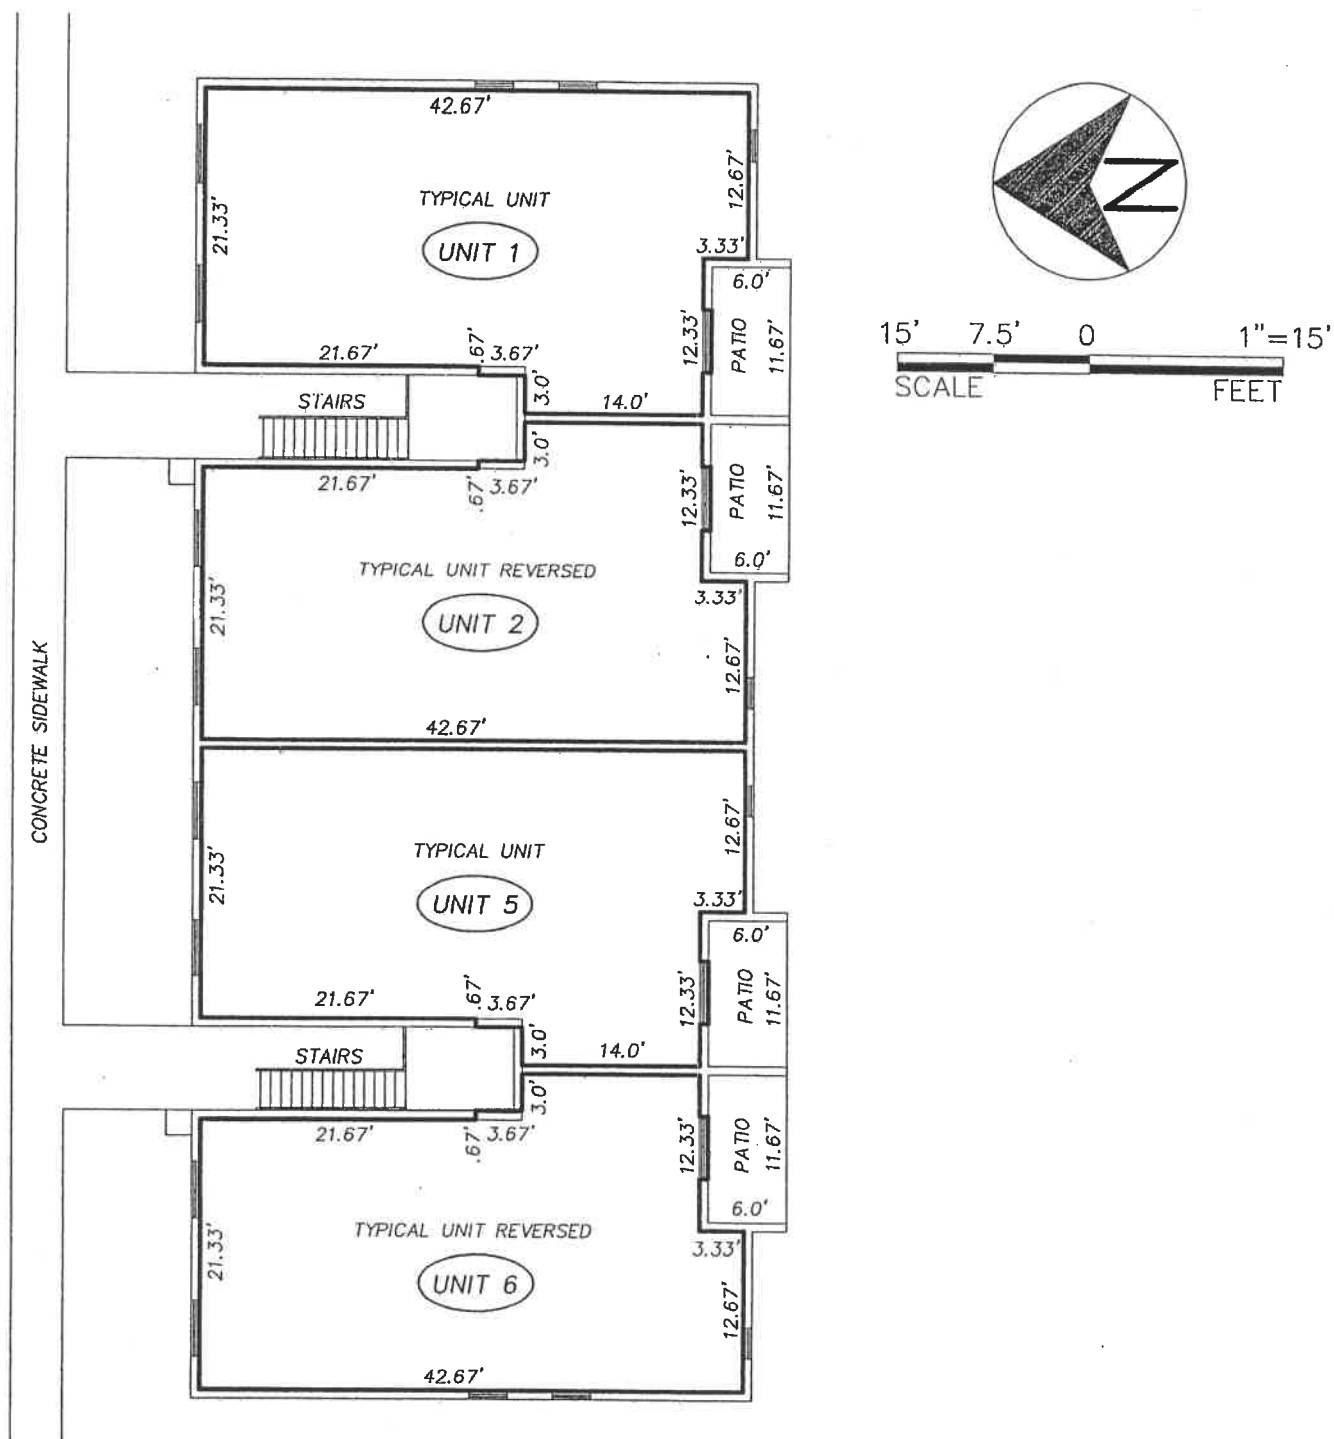 42.67'
TYPICAL UNIT
UNIT 1
21.33'
12.67'
3.33'
6.0'
PATIO
11.67'
12.33'
21.67'
.67'
3.67'
3.0'
14.0'
STAIRS
N
15' 7.5' 0 1"=15'
SCALE FEET
3.0'
21.67'
.67'
3.67'
12.33'
PATIO
11.67'
6.0'
3.33'
TYPICAL UNIT REVERSED
UNIT 2
21.33'
12.67'
42.67'
CONCRETE SIDEWALK
TYPICAL UNIT
UNIT 5
21.33'
12.67'
3.33'
6.0'
PATIO
11.67'
12.33'
21.67'
.67'
3.67'
3.0'
14.0'
STAIRS
3.0'
21.67'
.67'
3.67'
12.33'
PATIO
11.67'
6.0'
3.33'
TYPICAL UNIT REVERSED
UNIT 6
21.33'
12.67'
42.67'